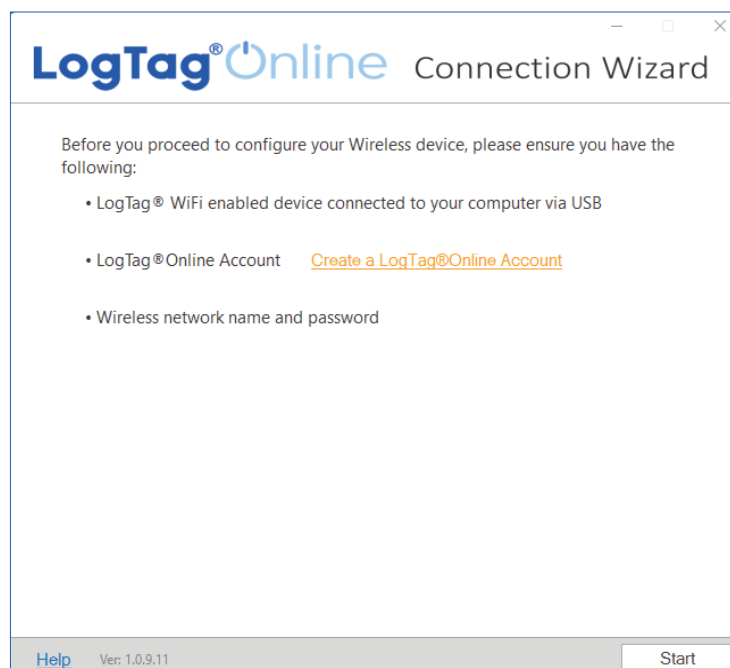 LogTag®Online Connection Wizard
Before you proceed to configure your Wireless device, please ensure you have the
following:
• LogTag® WiFi enabled device connected to your computer via USB
• LogTag®Online Account Create a LogTag®Online Account
• Wireless network name and password
Help Ver: 1.0.9.11 Start